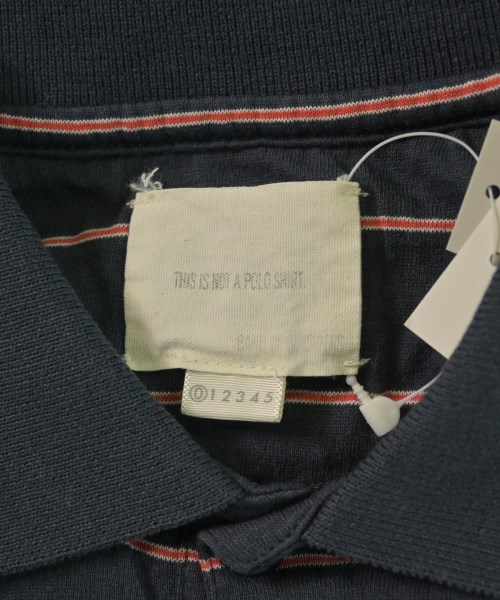 THIS IS NOT A POLO SHIRT.
⓪12345